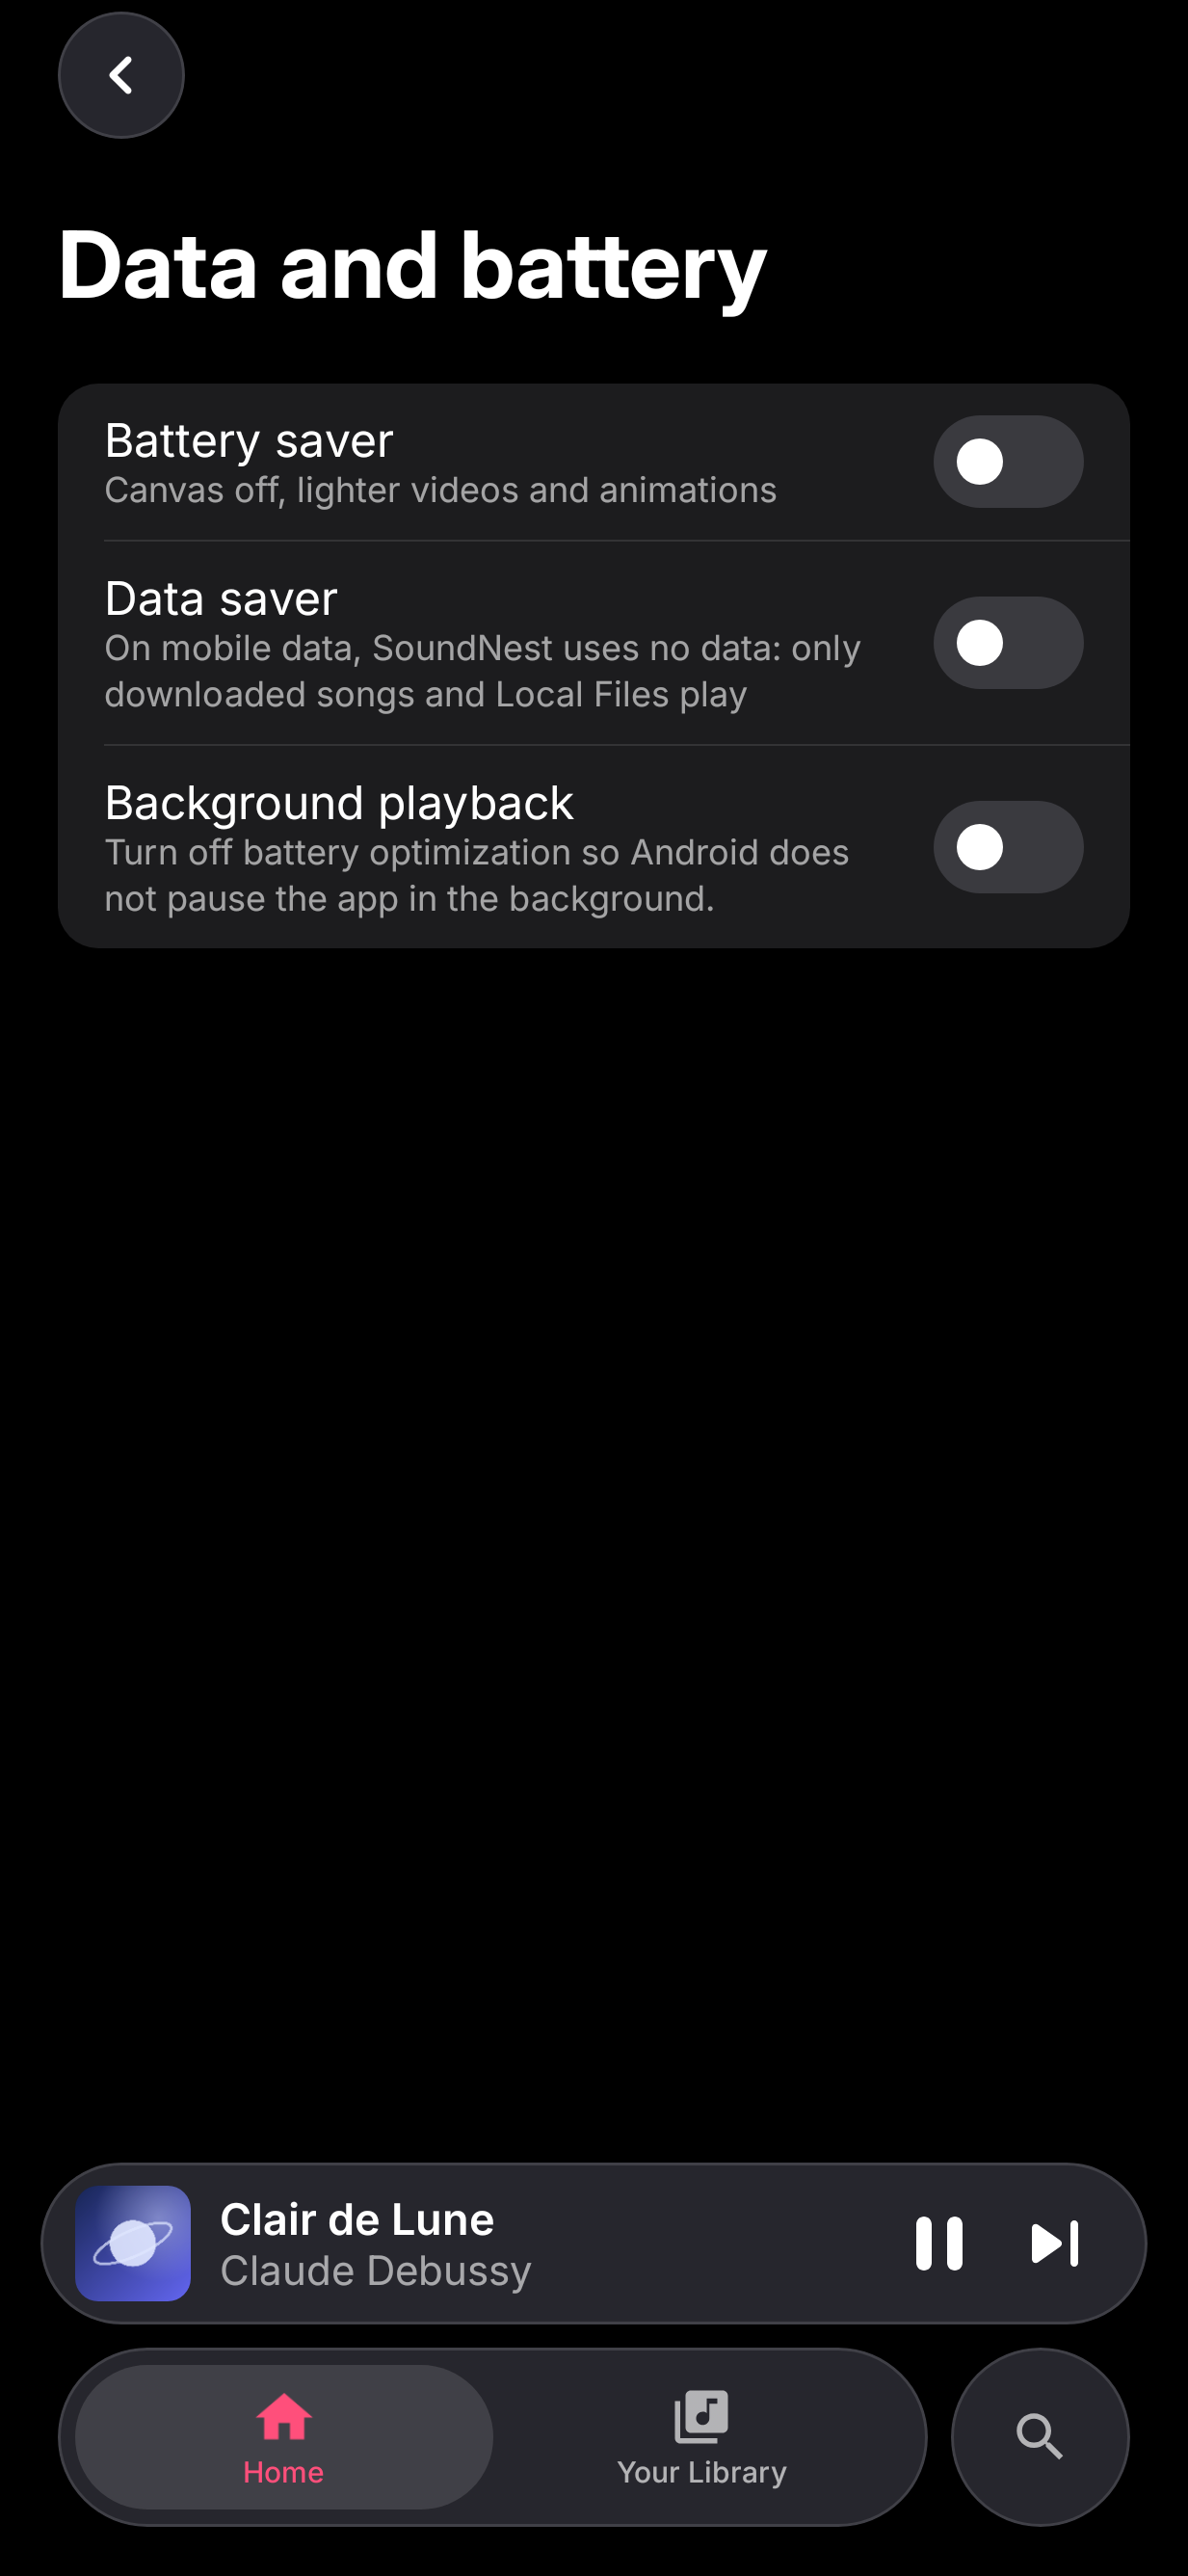 Data and battery
Battery saver
Canvas off, lighter videos and animations
Data saver
On mobile data, SoundNest uses no data: only
downloaded songs and Local Files play
Background playback
Turn off battery optimization so Android does
not pause the app in the background.
Clair de Lune
Claude Debussy
Home
Your Library